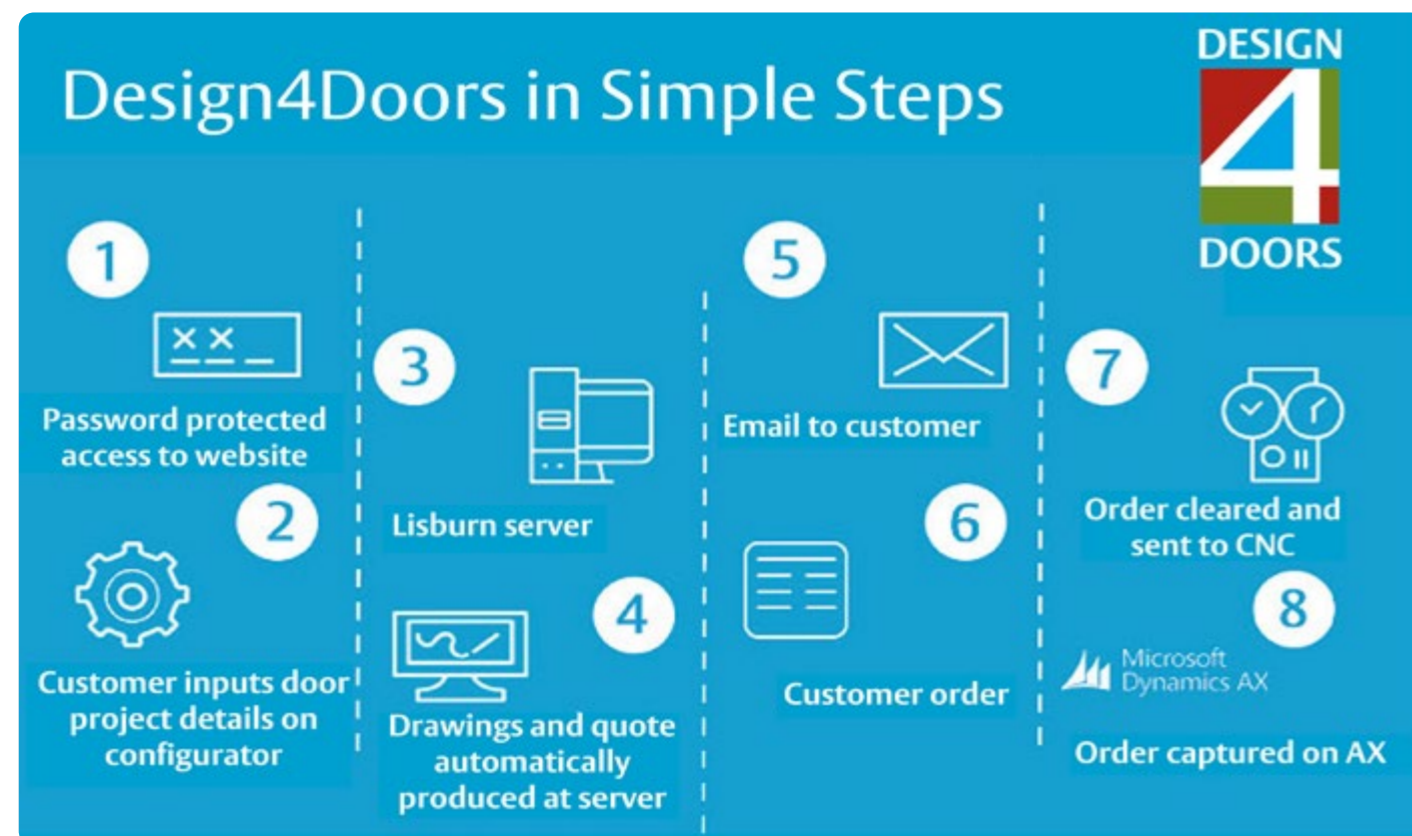 Design4Doors in Simple Steps
DESIGN
4
DOORS
1
Password protected
access to website
2
Customer inputs door
project details on
configurator
3
Lisburn server
4
Drawings and quote
automatically
produced at server
5
Email to customer
6
Customer order
7
Order cleared and
sent to CNC
8
Microsoft
Dynamics AX
Order captured on AX